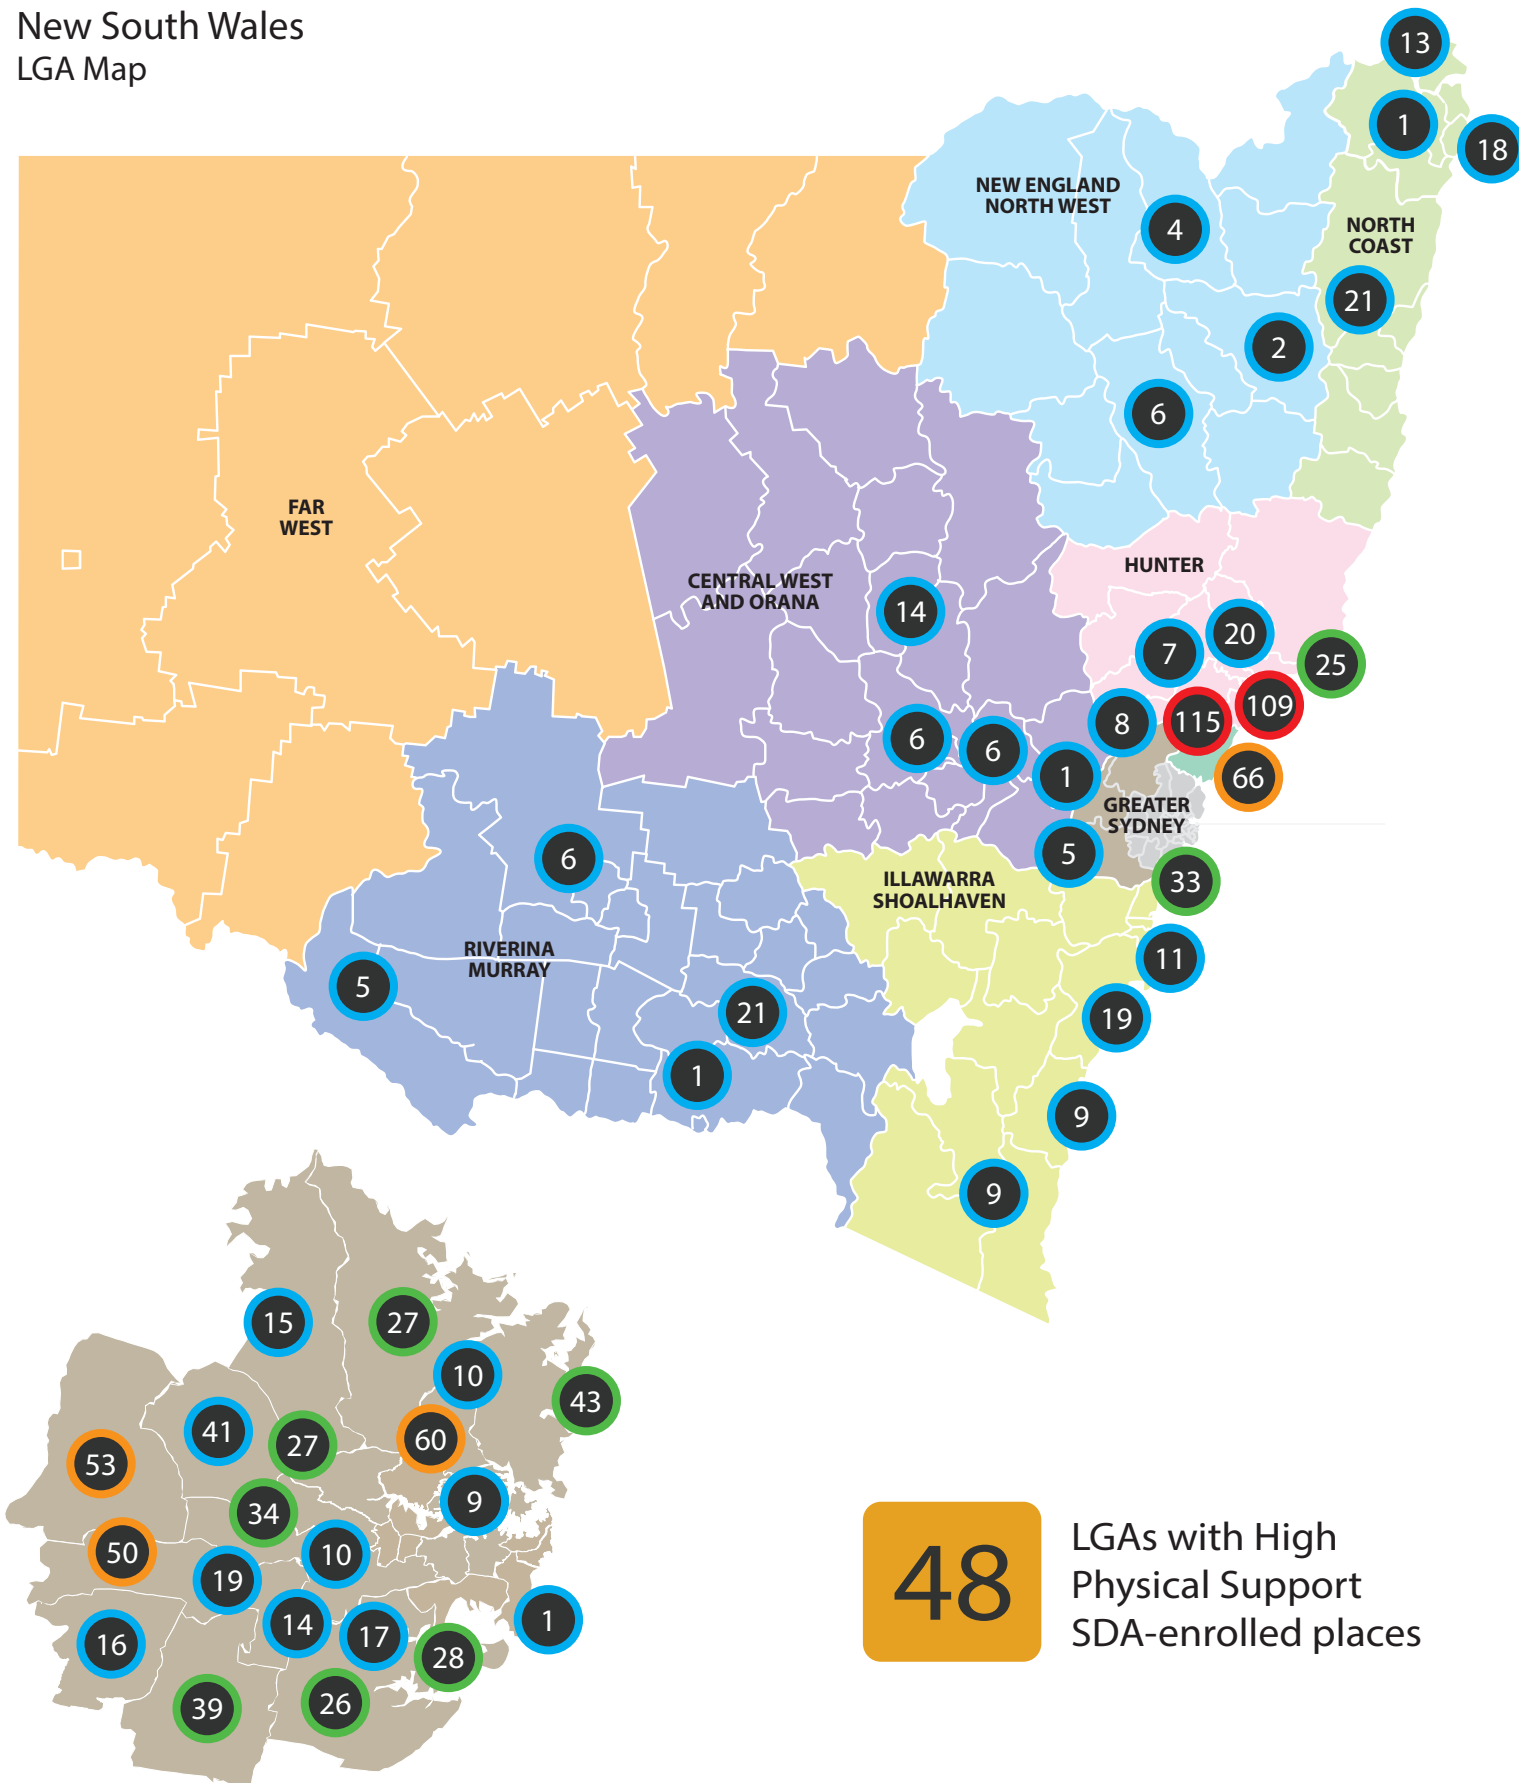 New South Wales
LGA Map
13
1
18
NEW ENGLAND
NORTH WEST
4
NORTH
COAST
21
2
6
FAR
WEST
HUNTER
CENTRAL WEST
AND ORANA
14
20
7
25
109
115
8
6
6
1
66
GREATER
SYDNEY
5
6
33
ILLAWARRA
SHOALHAVEN
RIVERINA
MURRAY
11
5
21
19
1
9
9
15
27
10
43
41
27
60
53
9
34
50
10
19
1
14
17
16
28
39
26
48
LGAs with High
Physical Support
SDA-enrolled places